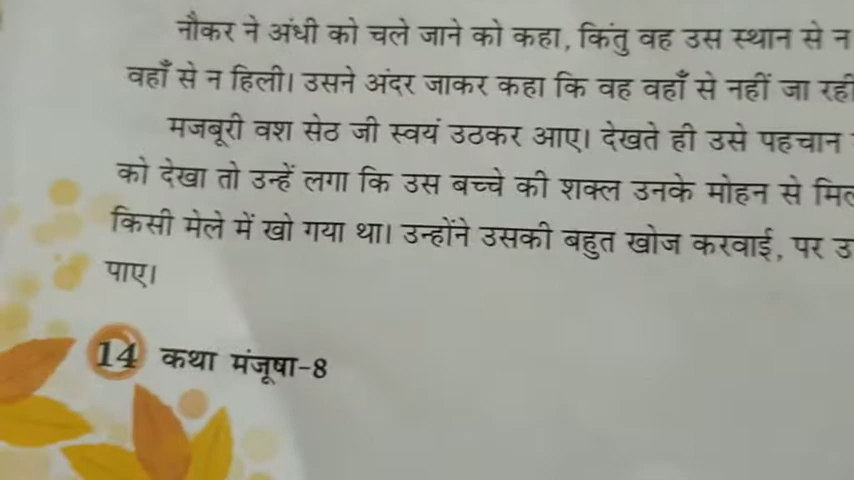 नौकर ने अंधी को चले जाने को कहा, किंतु वह उस स्थान से न
वहाँ से न हिली। उसने अंदर जाकर कहा कि वह वहाँ से नहीं जा रही
मजबूरी वश सेठ जी स्वयं उठकर आए। देखते ही उसे पहचान
को देखा तो उन्हें लगा कि उस बच्चे की शक्ल उनके मोहन से
किसी मेले में खो गया था। उन्होंने उसकी बहुत खोज करवाई, पर
पाए।
14 कथा मंजूषा-8